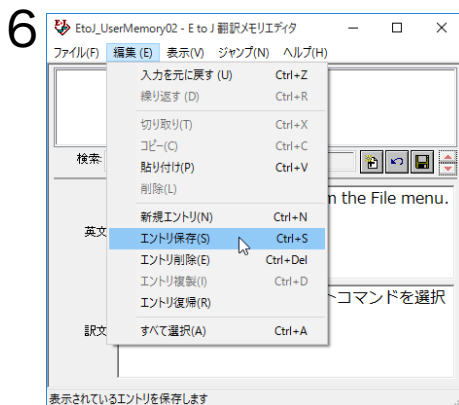 6
EtoJ_UserMemory02 - E to J 翻訳メモリエディタ
ファイル(F) 編集(E) 表示(V) ジャンプ(N) ヘルプ(H)
入力を元に戻す(U) Ctrl+Z
繰り返す(D) Ctrl+R
切り取り(T) Ctrl+X
コピー(C) Ctrl+C
貼り付け(P) Ctrl+V
削除(L)
検索:
新規エントリ(N) Ctrl+N
エントリ保存(S) Ctrl+S
エントリ削除(E) Ctrl+Del
エントリ複製(I) Ctrl+D
エントリ復帰(R)
すべて選択(A) Ctrl+A
英文
the File menu.
訳文
コマンドを選択
表示されているエントリを保存します